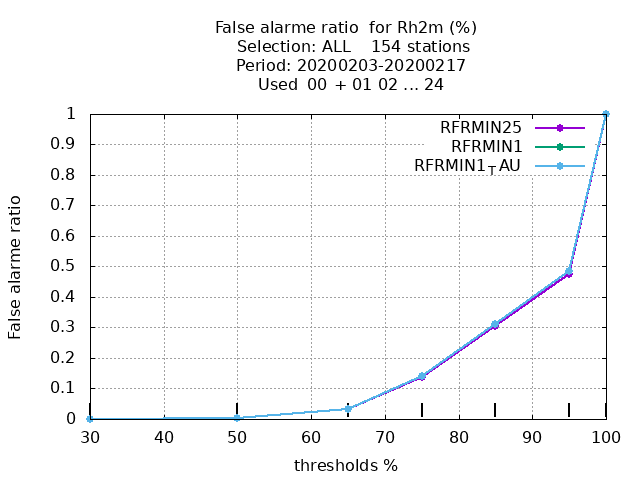 False alarme ratio  for Rh2m (%)
Selection: ALL    154 stations
Period: 20200203-20200217
Used  00 + 01 02 ... 24
1
0.9
0.8
0.7
0.6
0.5
0.4
0.3
0.2
0.1
0
False alarme ratio
RFRMIN25
RFRMIN1
RFRMIN1TAU
30 40 50 60 70 80 90 100
thresholds %